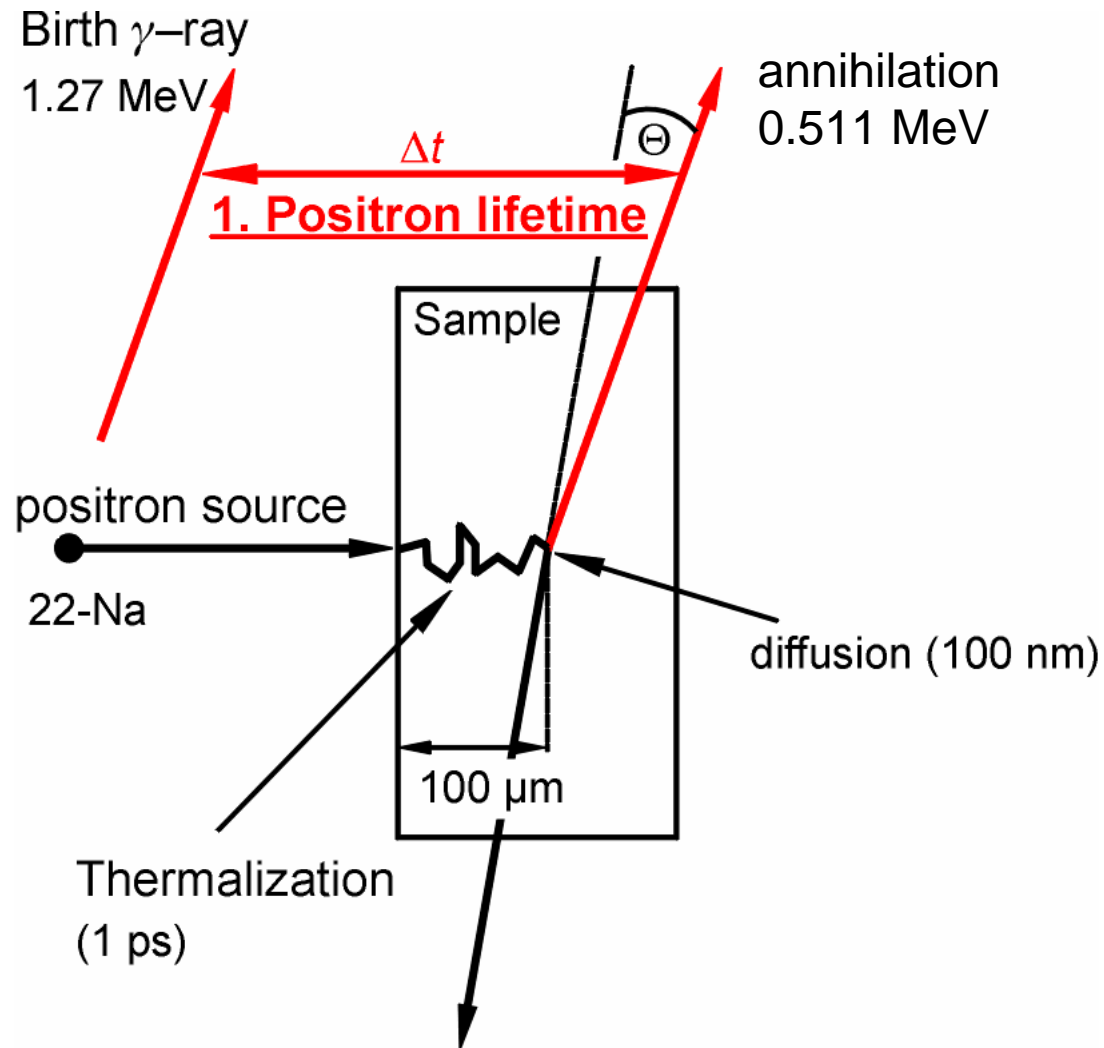 Birth γ–ray
1.27 MeV
annihilation
0.511 MeV
Θ
Δt
1. Positron lifetime
Sample
positron source
22-Na
diffusion (100 nm)
100 µm
Thermalization
(1 ps)